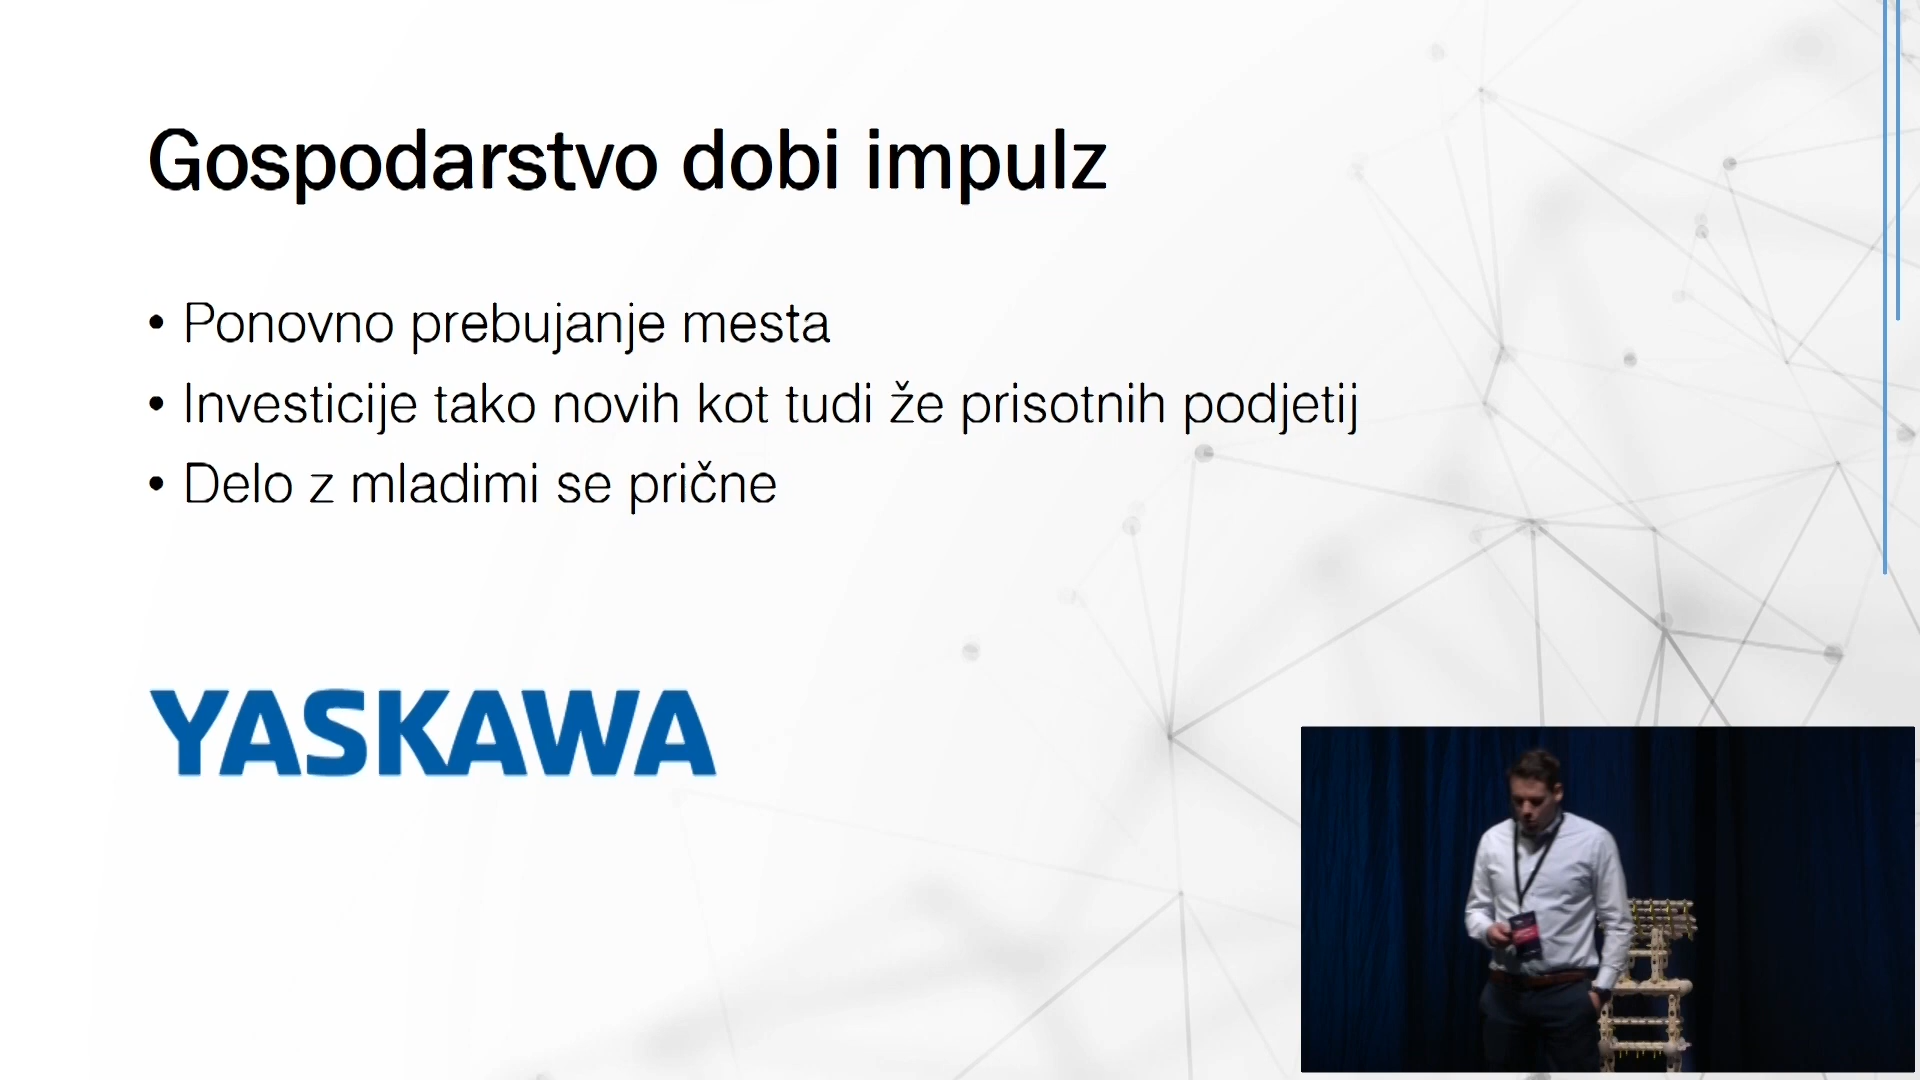 Gospodarstvo dobi impulz
• Ponovno prebujanje mesta
• Investicije tako novih kot tudi že prisotnih podjetij
• Delo z mladimi se prične
YASKAWA